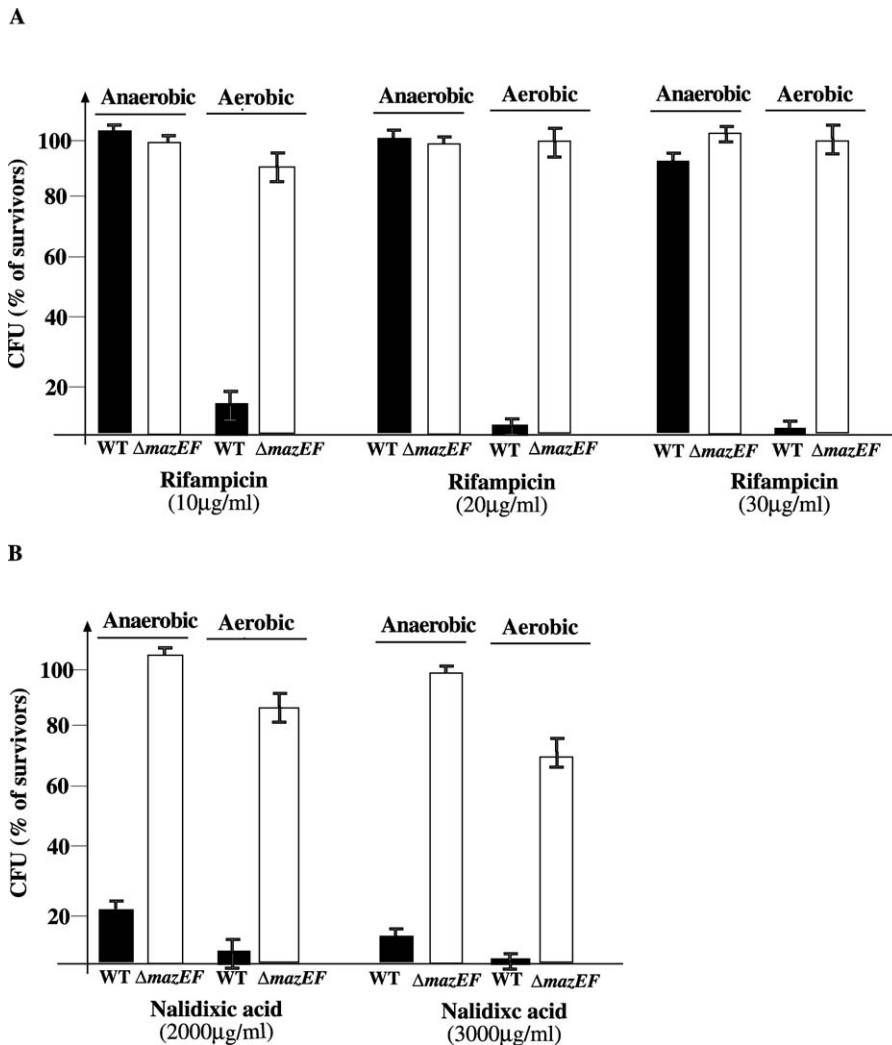 A
Anaerobic Aerobic Anaerobic Aerobic Anaerobic Aerobic
CFU (% of survivors)
100
80
60
40
20
WT ΔmazEF WT ΔmazEF WT ΔmazEF WT ΔmazEF WT ΔmazEF WT ΔmazEF
Rifampicin Rifampicin Rifampicin
(10μg/ml) (20μg/ml) (30μg/ml)
B
Anaerobic Aerobic Anaerobic Aerobic
CFU (% of survivors)
100
80
60
40
20
WT ΔmazEF WT ΔmazEF WT ΔmazEF WT ΔmazEF
Nalidixic acid Nalidixc acid
(2000μg/ml) (3000μg/ml)